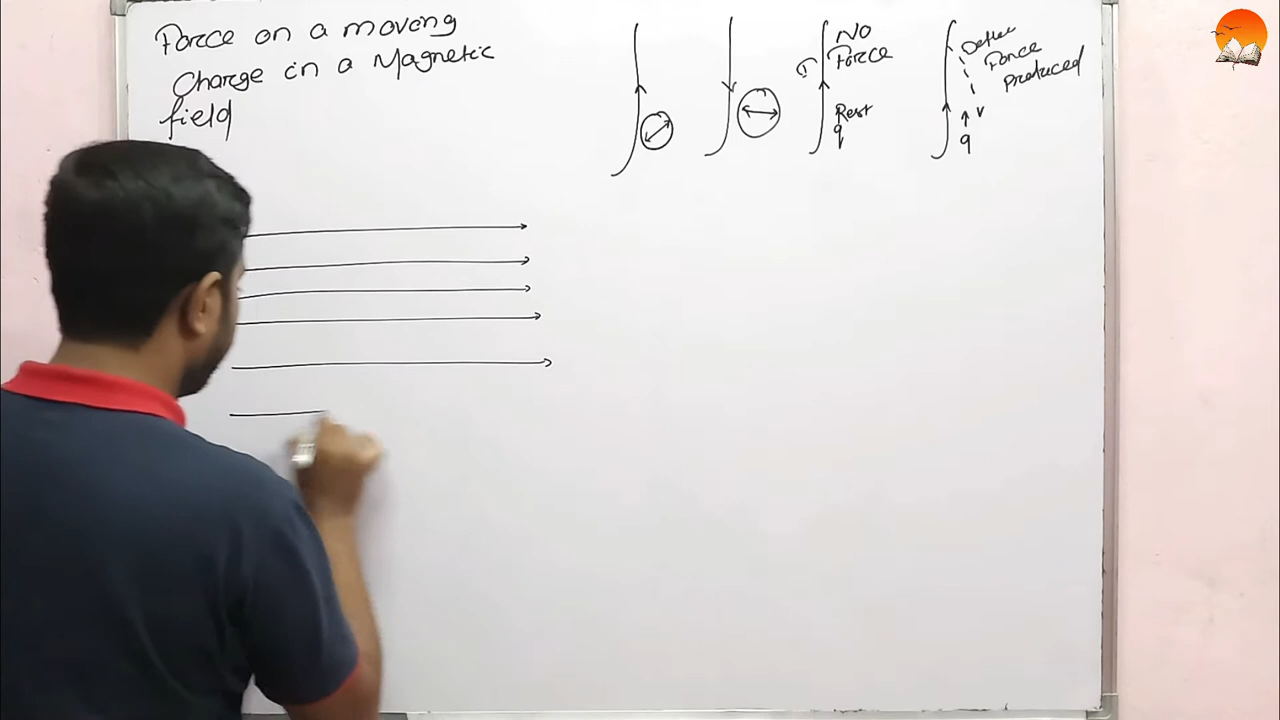 Force on a moving
Charge in a Magnetic
field
NO
Force
I
Rest
q
Deflec
Force
Produced
v
q